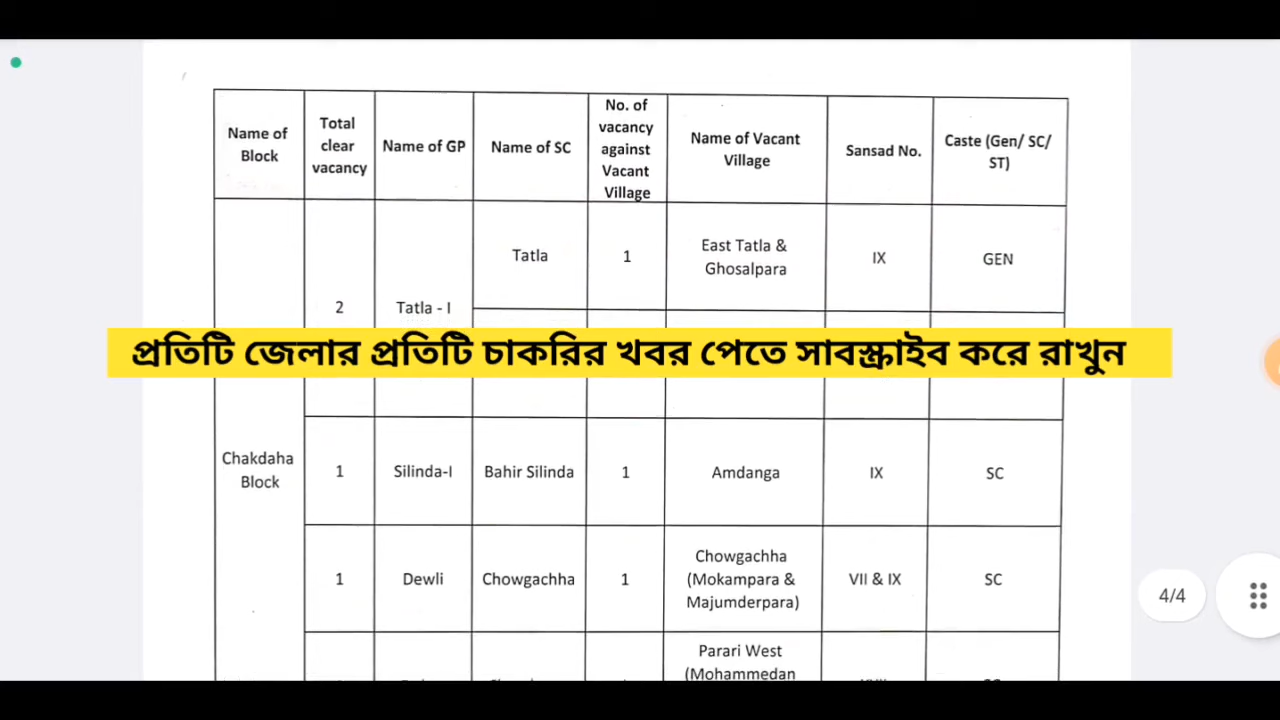 Name of Block
Total clear vacancy
Name of GP
Name of SC
No. of vacancy against Vacant Village
Name of Vacant Village
Sansad No.
Caste (Gen/ SC/ ST)
Tatla
1
East Tatla & Ghosalpara
IX
GEN
2
Tatla - I
প্রতিটি জেলার প্রতিটি চাকরির খবর পেতে সাবস্ক্রাইব করে রাখুন
Chakdaha Block
1
Silinda-I
Bahir Silinda
1
Amdanga
IX
SC
1
Dewli
Chowgachha
1
Chowgachha (Mokampara & Majumderpara)
VII & IX
SC
4/4
Parari West
(Mohammedan